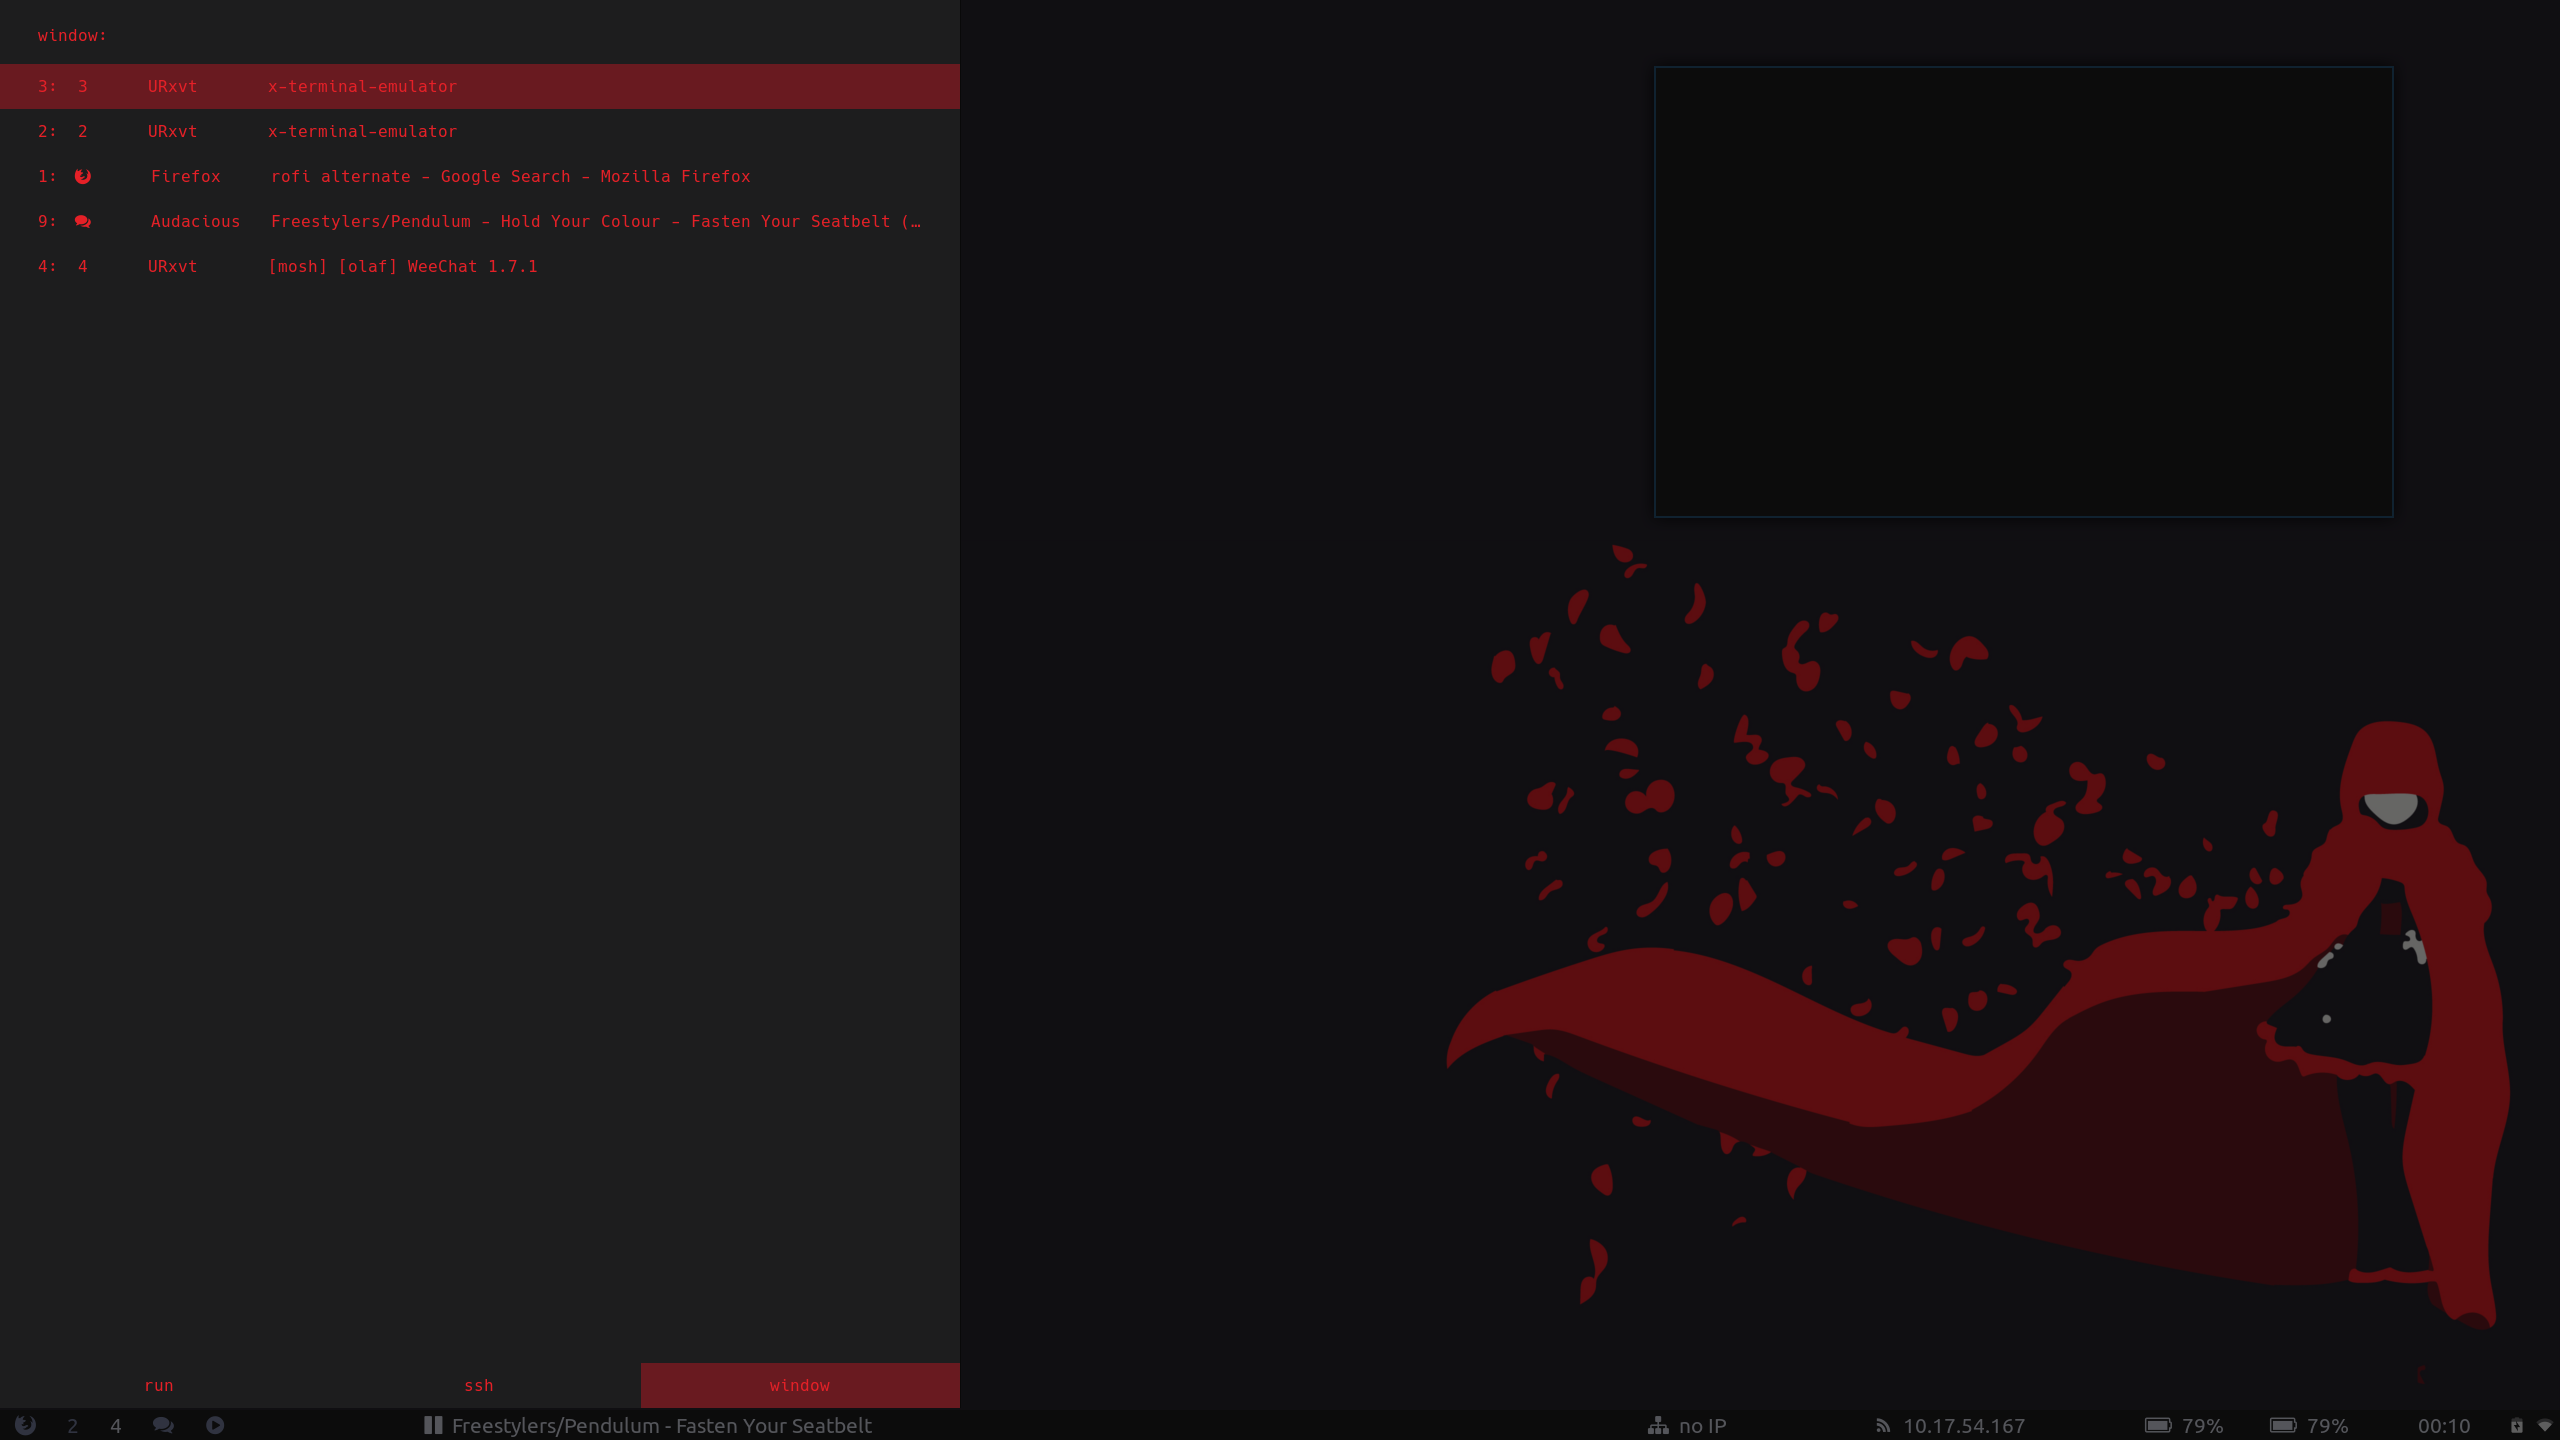 window:
3: 3 URxvt x-terminal-emulator
2: 2 URxvt x-terminal-emulator
1: Firefox rofi alternate - Google Search - Mozilla Firefox
9: Audacious Freestylers/Pendulum - Hold Your Colour - Fasten Your Seatbelt (…
4: 4 URxvt [mosh] [olaf] WeeChat 1.7.1
run ssh window
2 4 Freestylers/Pendulum - Fasten Your Seatbelt no IP 10.17.54.167 79% 79% 00:10